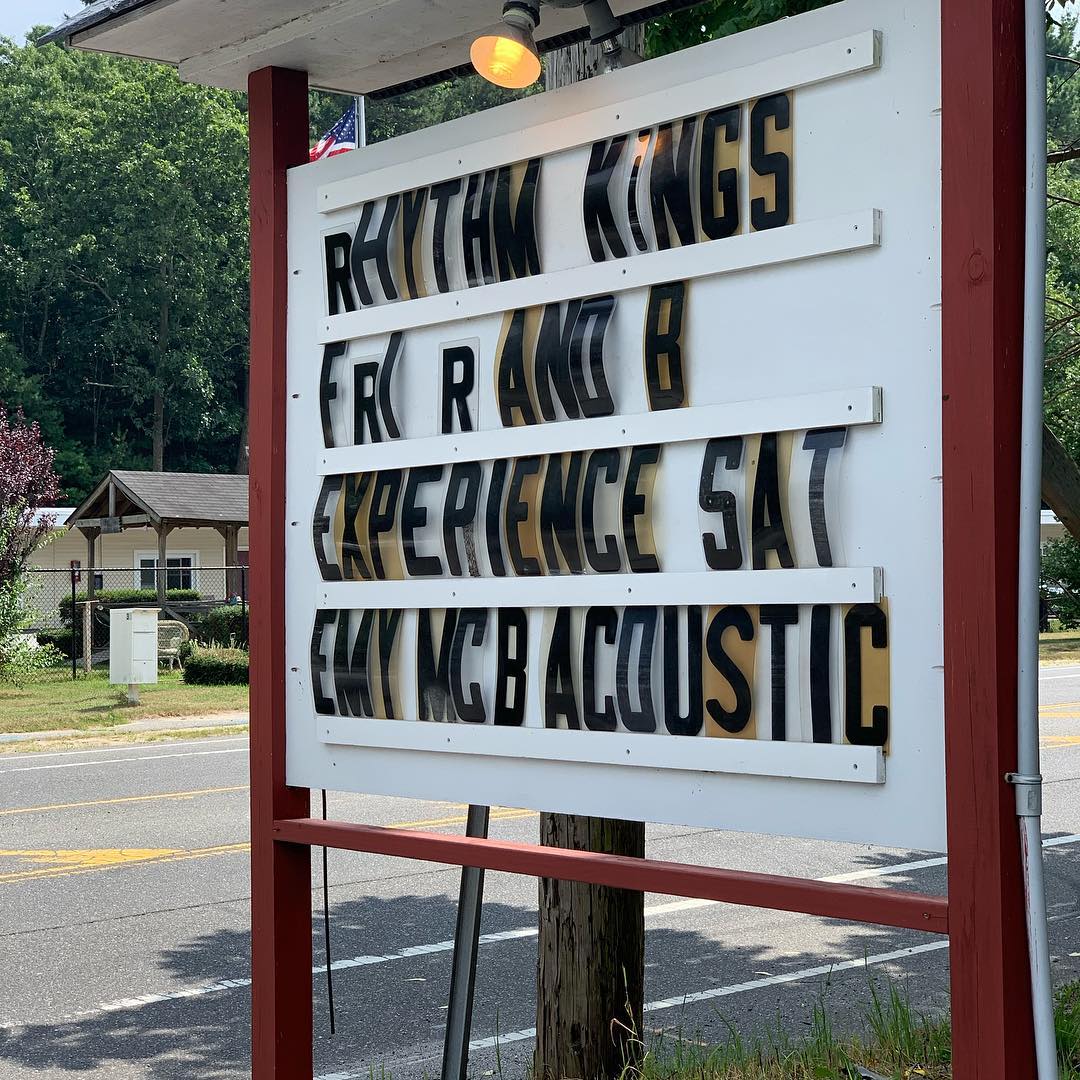 RHYTHM KINGS
FRI R AND B
EXPERIENCE SAT
EMY MCB ACOUSTIC